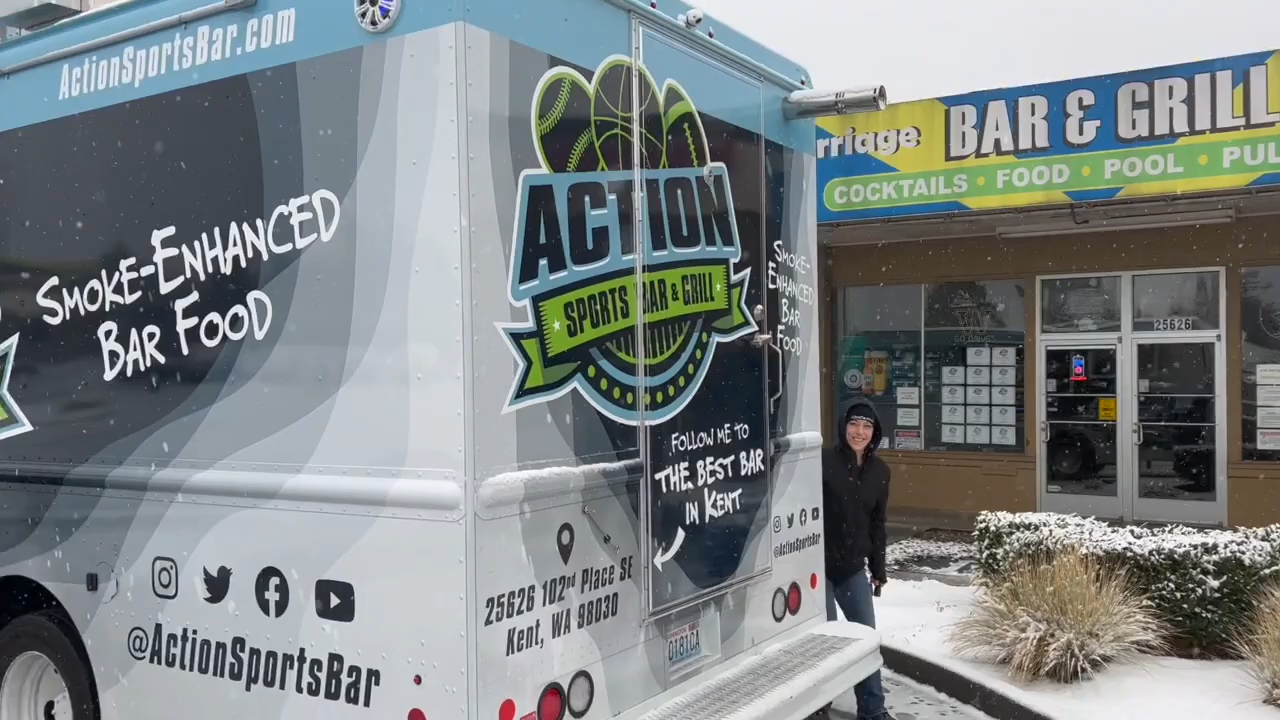 ActionSportsBar.com
SMOKE-ENHANCED
BAR FOOD
@ActionSportsBar
ACTION
SPORTS BAR & GRILL
FOLLOW ME TO
THE BEST BAR
IN KENT
25626 102nd Place SE
Kent, WA 98030
SMOKE-
ENHANCED
BAR
FOOD
@ActionSportsBar
rriage BAR & GRILL
COCKTAILS • FOOD • POOL • PUL
25626